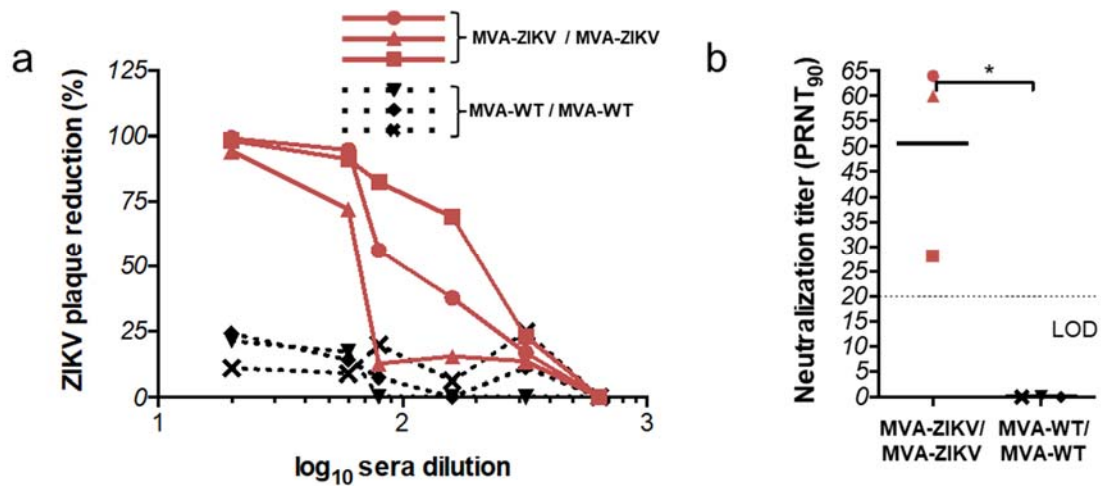 a
MVA-ZIKV / MVA-ZIKV
MVA-WT / MVA-WT
ZIKV plaque reduction (%)
125
100
75
50
25
0
1
2
3
log10 sera dilution
b
*
Neutralization titer (PRNT90)
65
60
55
50
45
40
35
30
25
20
15
10
5
0
LOD
MVA-ZIKV/
MVA-ZIKV
MVA-WT/
MVA-WT